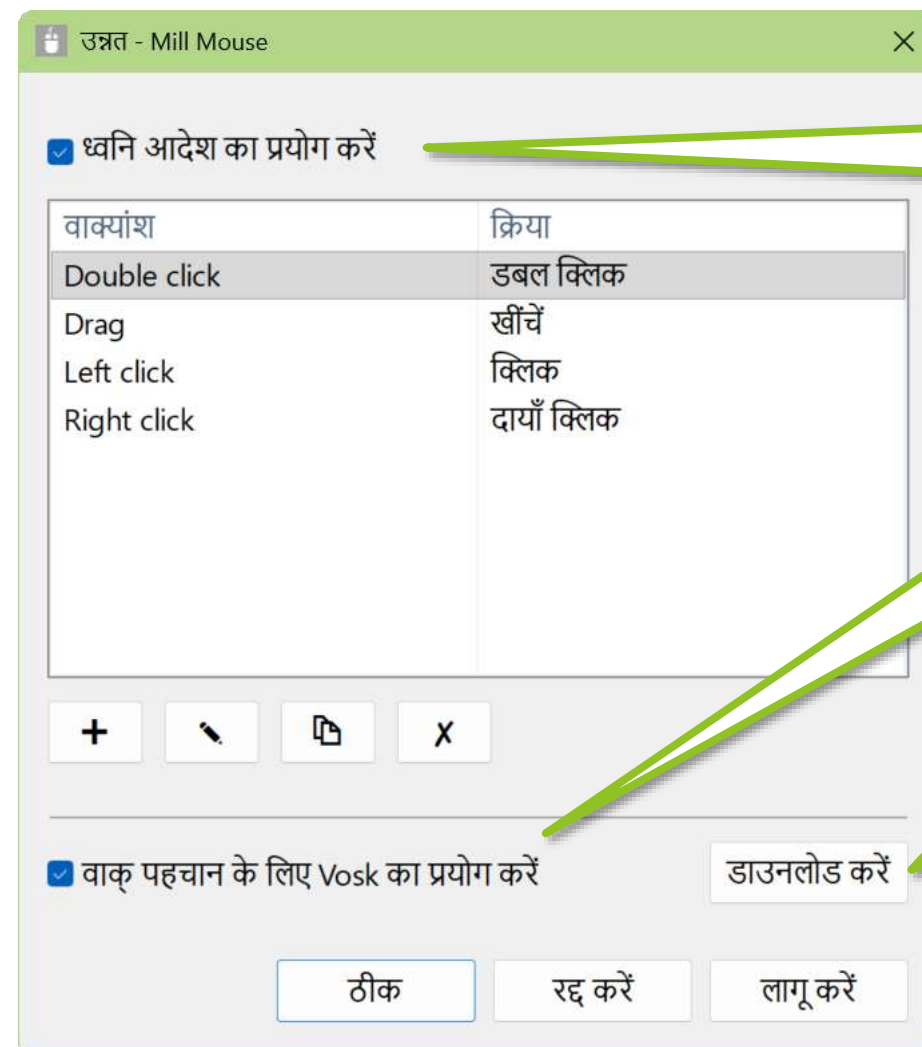 उन्नत - Mill Mouse
ध्वनि आदेश का प्रयोग करें
वाक्यांश क्रिया
Double click डबल क्लिक
Drag खींचें
Left click क्लिक
Right click दायाँ क्लिक
वाक् पहचान के लिए Vosk का प्रयोग करें डाउनलोड करें
ठीक रद्द करें लागू करें